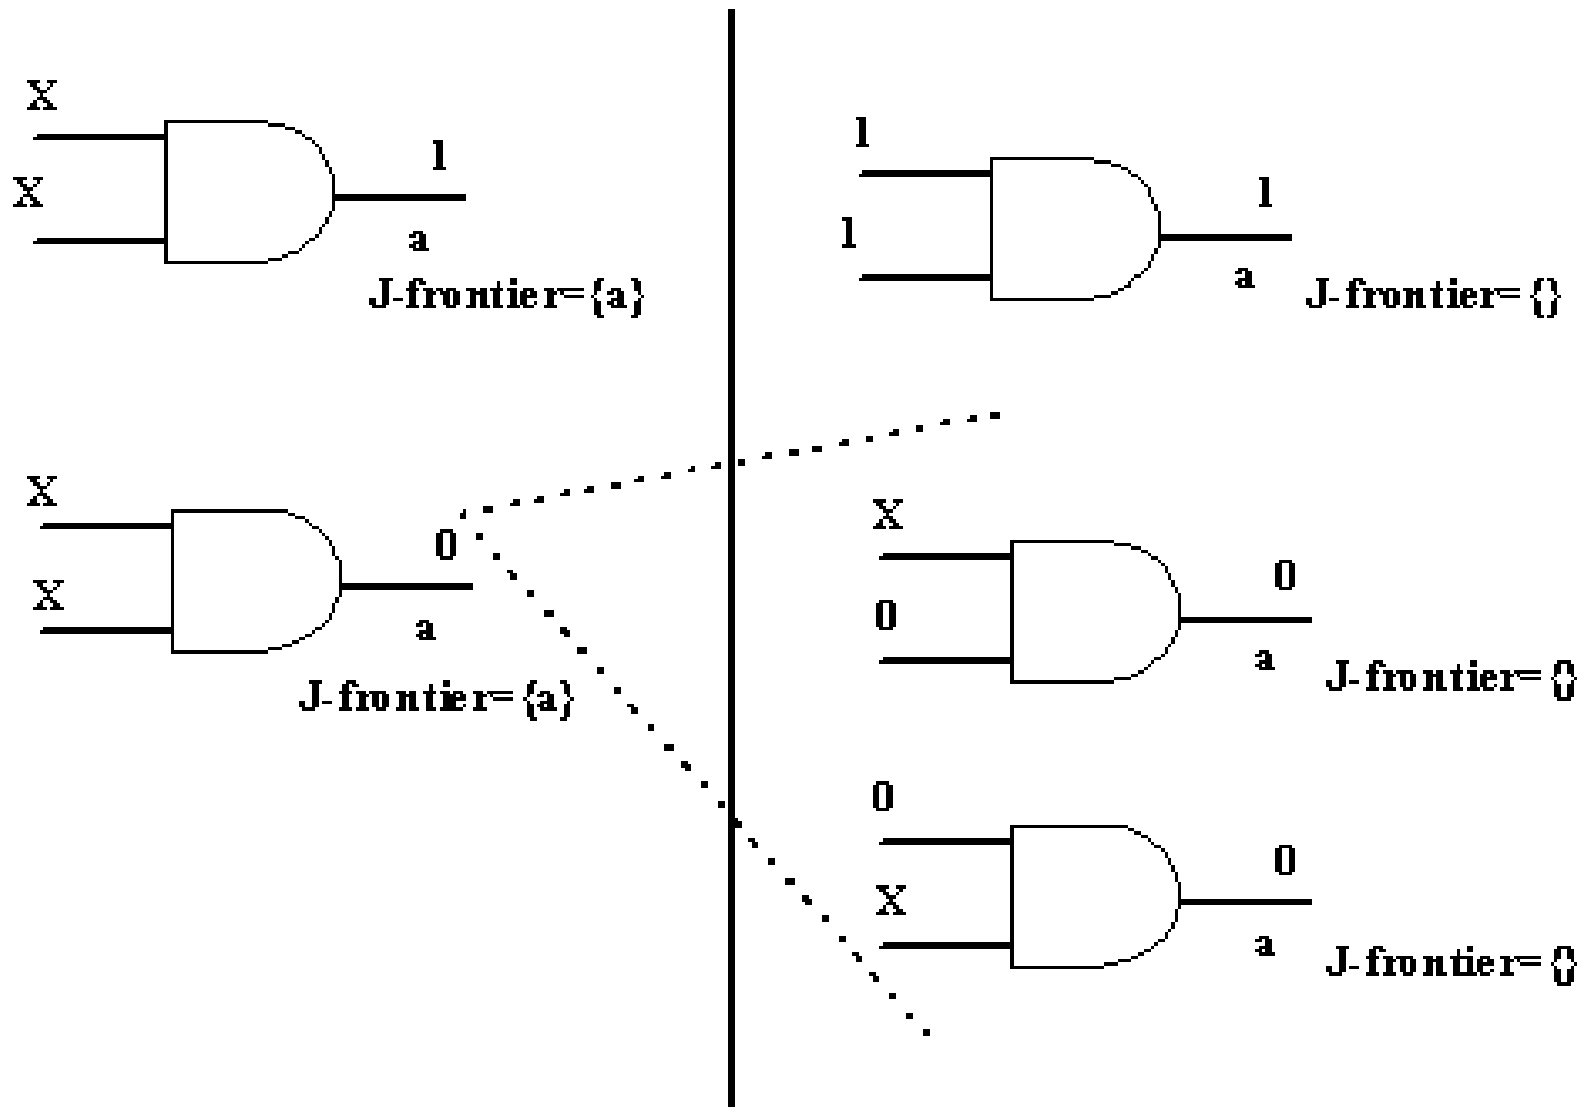 X
X
1
a
J-frontier={a}
1
1
1
a
J-frontier={}
X
X
0
a
J-frontier={a}
X
0
0
a
J-frontier={}
0
X
0
a
J-frontier={}